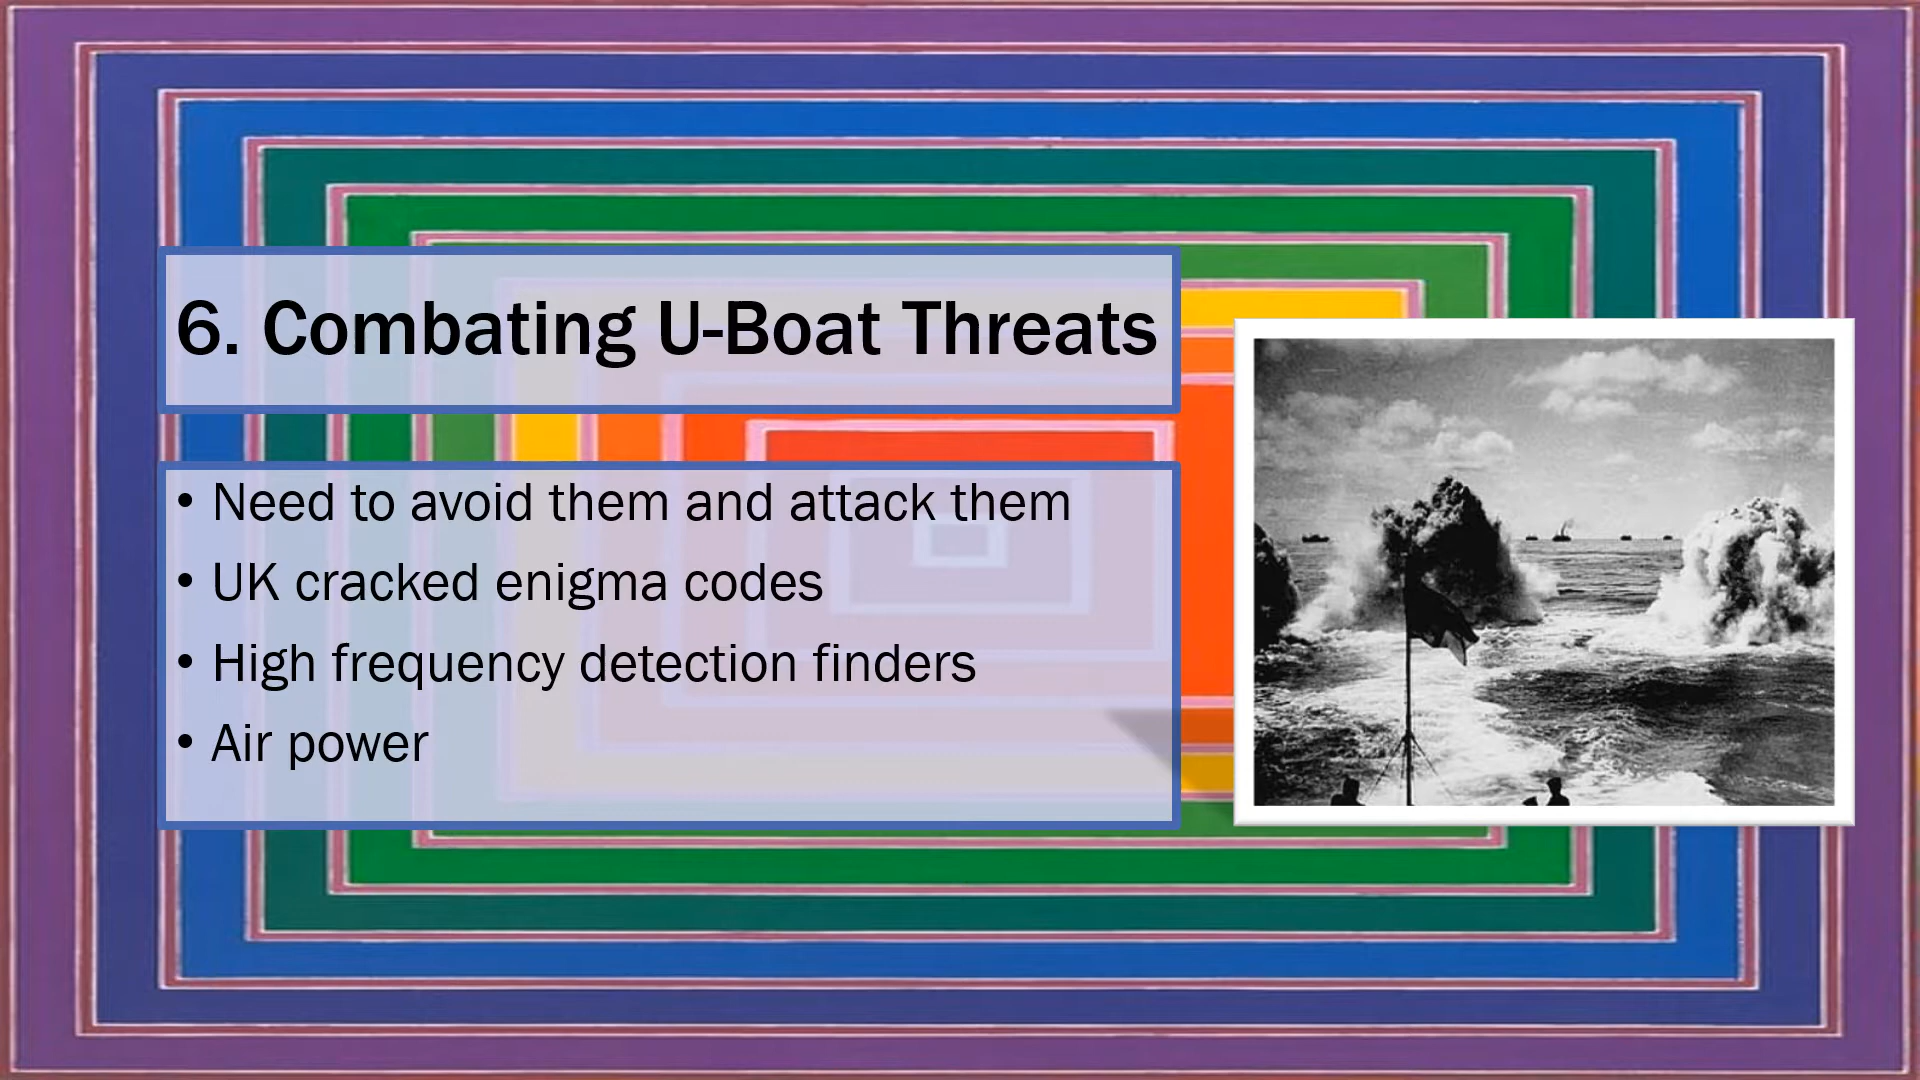 6. Combating U-Boat Threats
• Need to avoid them and attack them
• UK cracked enigma codes
• High frequency detection finders
• Air power